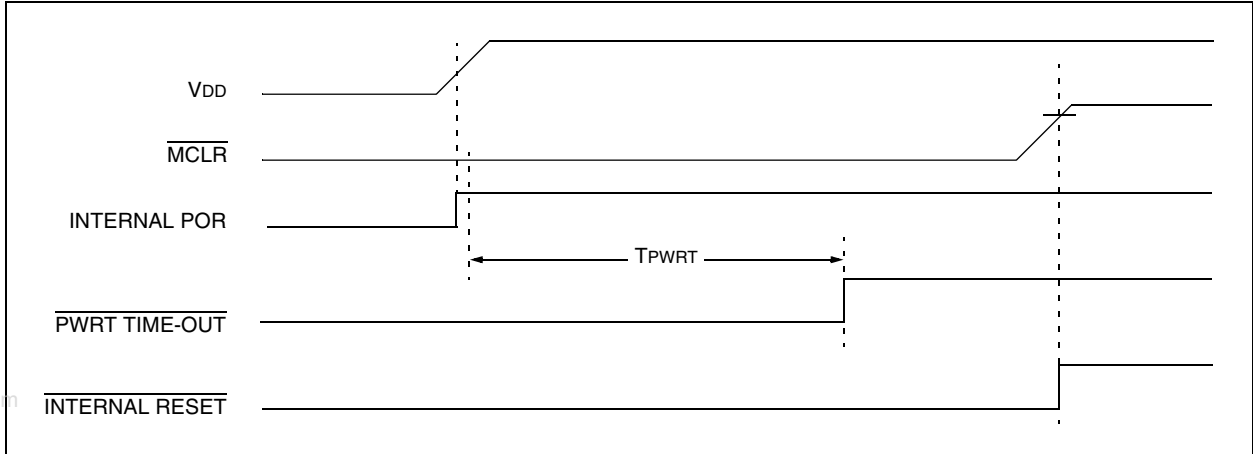 VDD
MCLR
INTERNAL POR
TPWRT
PWRT TIME-OUT
m
INTERNAL RESET